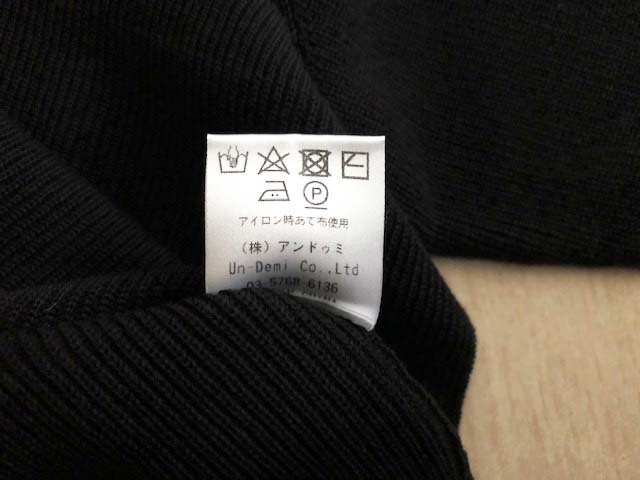 P
アイロン時あて布使用
(株) アンドゥミ
Un-Demi Co.,Ltd
03-5768-6136